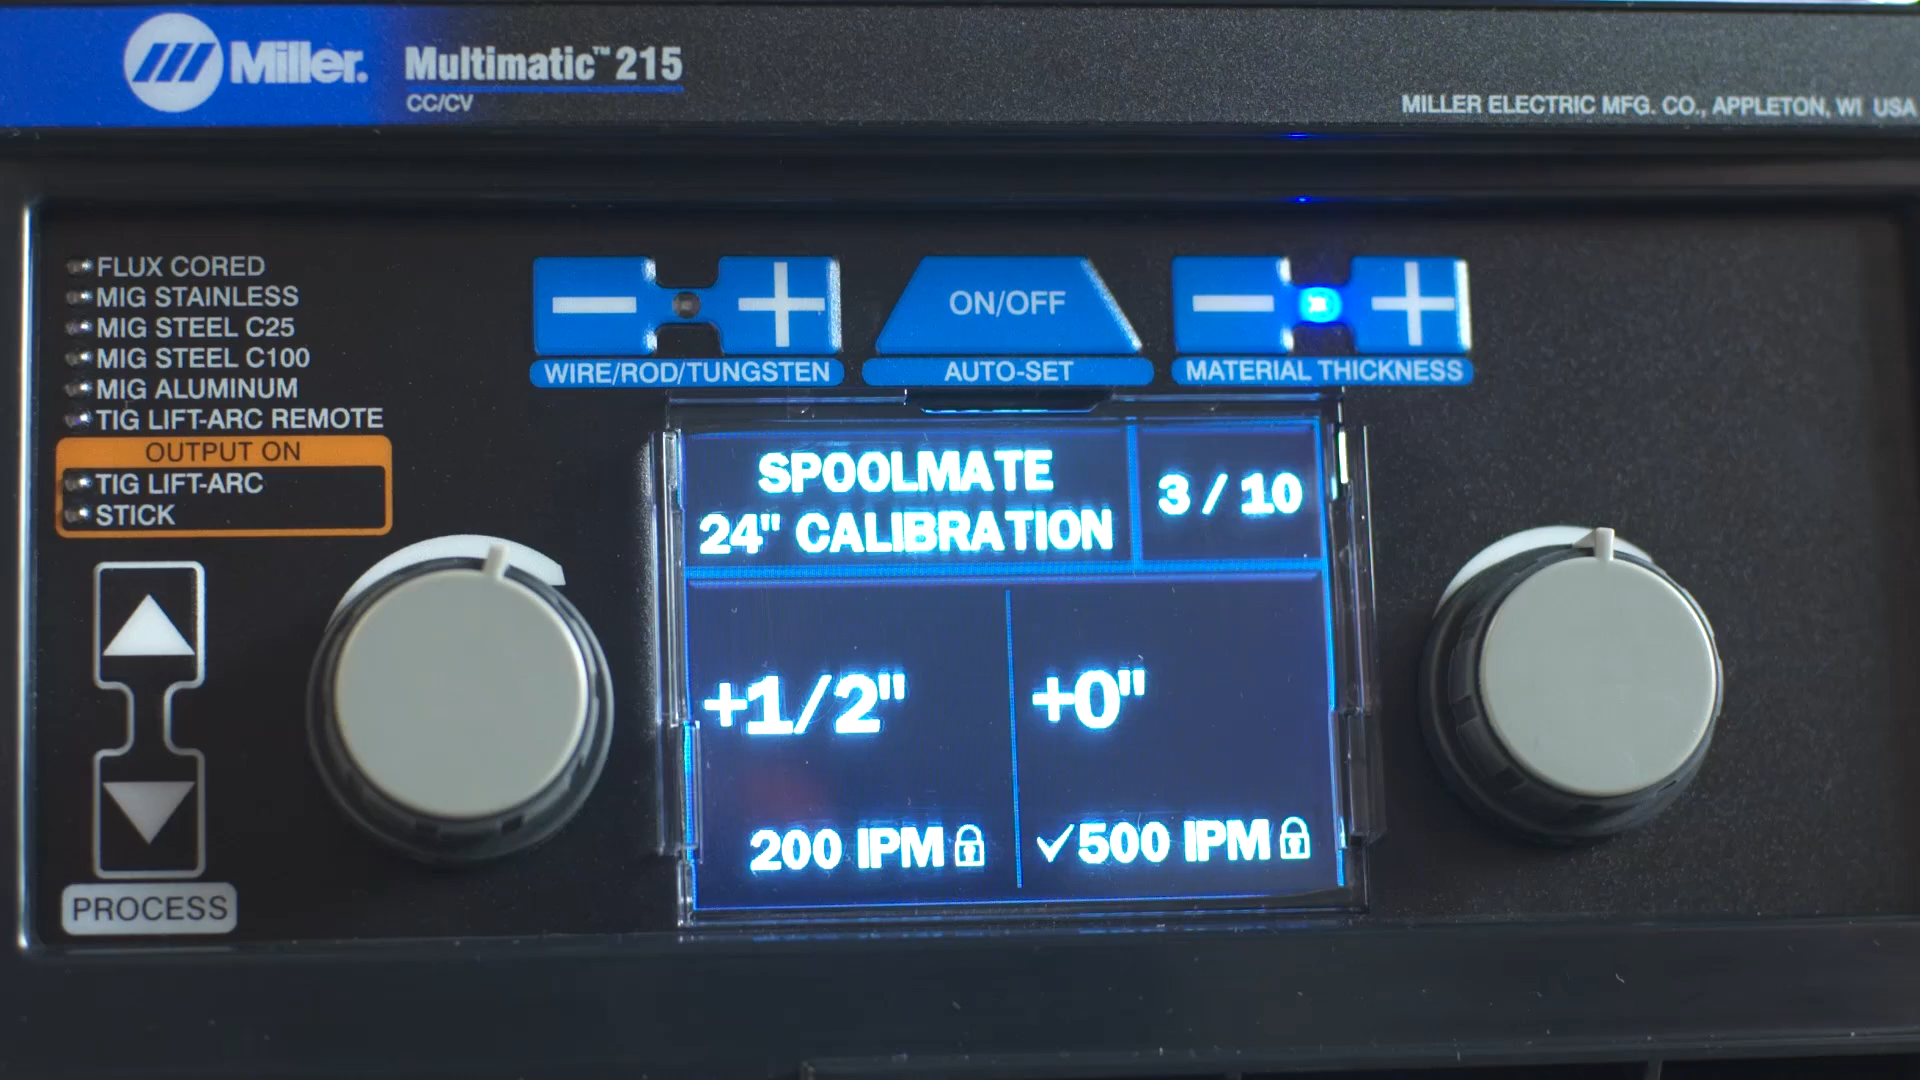 Miller. Multimatic™ 215
CC/CV
MILLER ELECTRIC MFG. CO., APPLETON, WI USA
FLUX CORED
MIG STAINLESS
MIG STEEL C25
MIG STEEL C100
MIG ALUMINUM
TIG LIFT-ARC REMOTE
OUTPUT ON
TIG LIFT-ARC
STICK
PROCESS
WIRE/ROD/TUNGSTEN
ON/OFF
AUTO-SET
MATERIAL THICKNESS
SPOOLMATE
24" CALIBRATION
3 / 10
+1/2" +0"
200 IPM ✓500 IPM